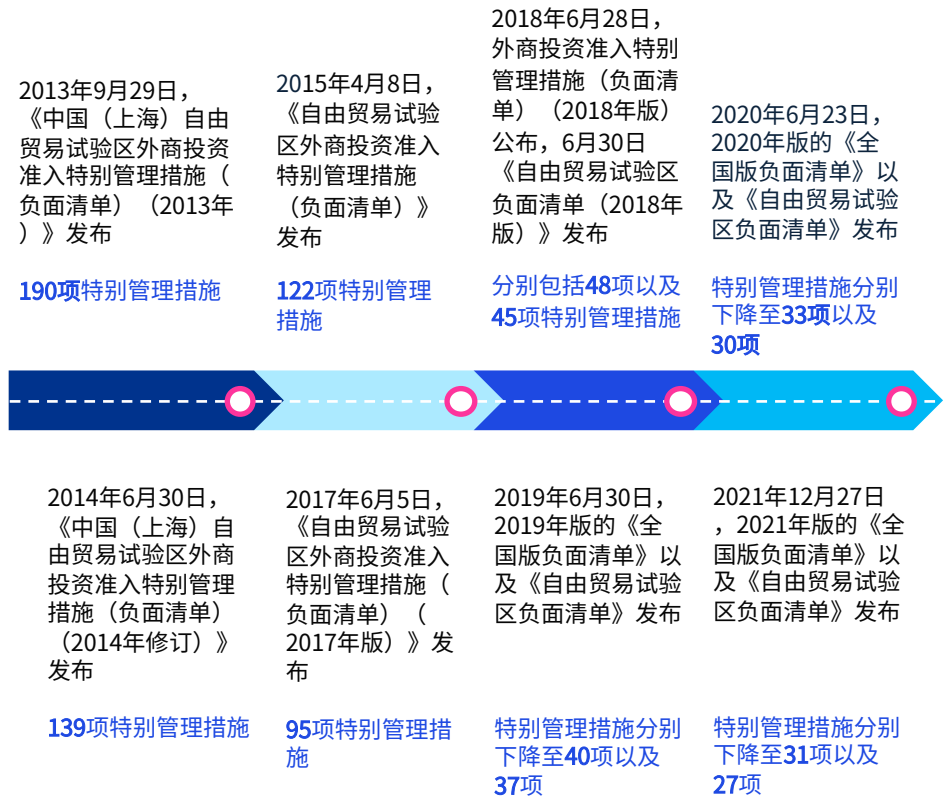 2013年9月29日，
《中国（上海）自由
贸易试验区外商投资
准入特别管理措施（
负面清单）（2013年
）》发布
190项特别管理措施
2015年4月8日，
《自由贸易试验
区外商投资准入
特别管理措施
（负面清单）》
发布
122项特别管理
措施
2018年6月28日，
外商投资准入特别
管理措施（负面清
单）（2018年版）
公布，6月30日
《自由贸易试验区
负面清单（2018年
版）》发布
分别包括48项以及
45项特别管理措施
2020年6月23日，
2020年版的《全
国版负面清单》以
及《自由贸易试验
区负面清单》发布
特别管理措施分别
下降至33项以及
30项
2014年6月30日，
《中国（上海）自
由贸易试验区外商
投资准入特别管理
措施（负面清单）
（2014年修订）》
发布
139项特别管理措施
2017年6月5日，
《自由贸易试验
区外商投资准入
特别管理措施（
负面清单）（
2017年版）》发
布
95项特别管理措
施
2019年6月30日，
2019年版的《全
国版负面清单》以
及《自由贸易试验
区负面清单》发布
特别管理措施分别
下降至40项以及
37项
2021年12月27日
，2021年版的《全
国版负面清单》以
及《自由贸易试验
区负面清单》发布
特别管理措施分别
下降至31项以及
27项